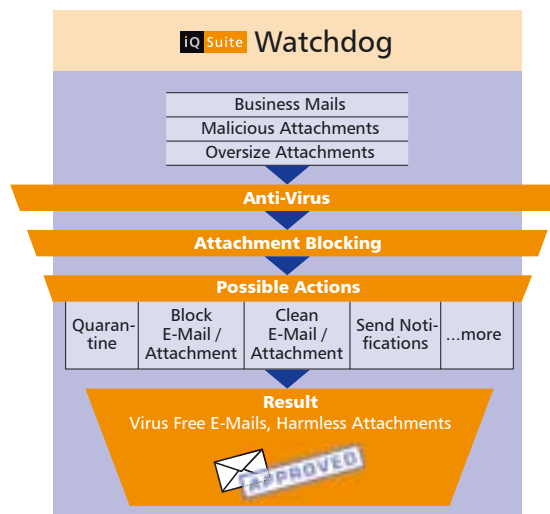 iQ Suite Watchdog
Business Mails
Malicious Attachments
Oversize Attachments
Anti-Virus
Attachment Blocking
Possible Actions
Quaran-
tine
Block
E-Mail /
Attachment
Clean
E-Mail /
Attachment
Send Noti-
fications
...more
Result
Virus Free E-Mails, Harmless Attachments
APPROVED